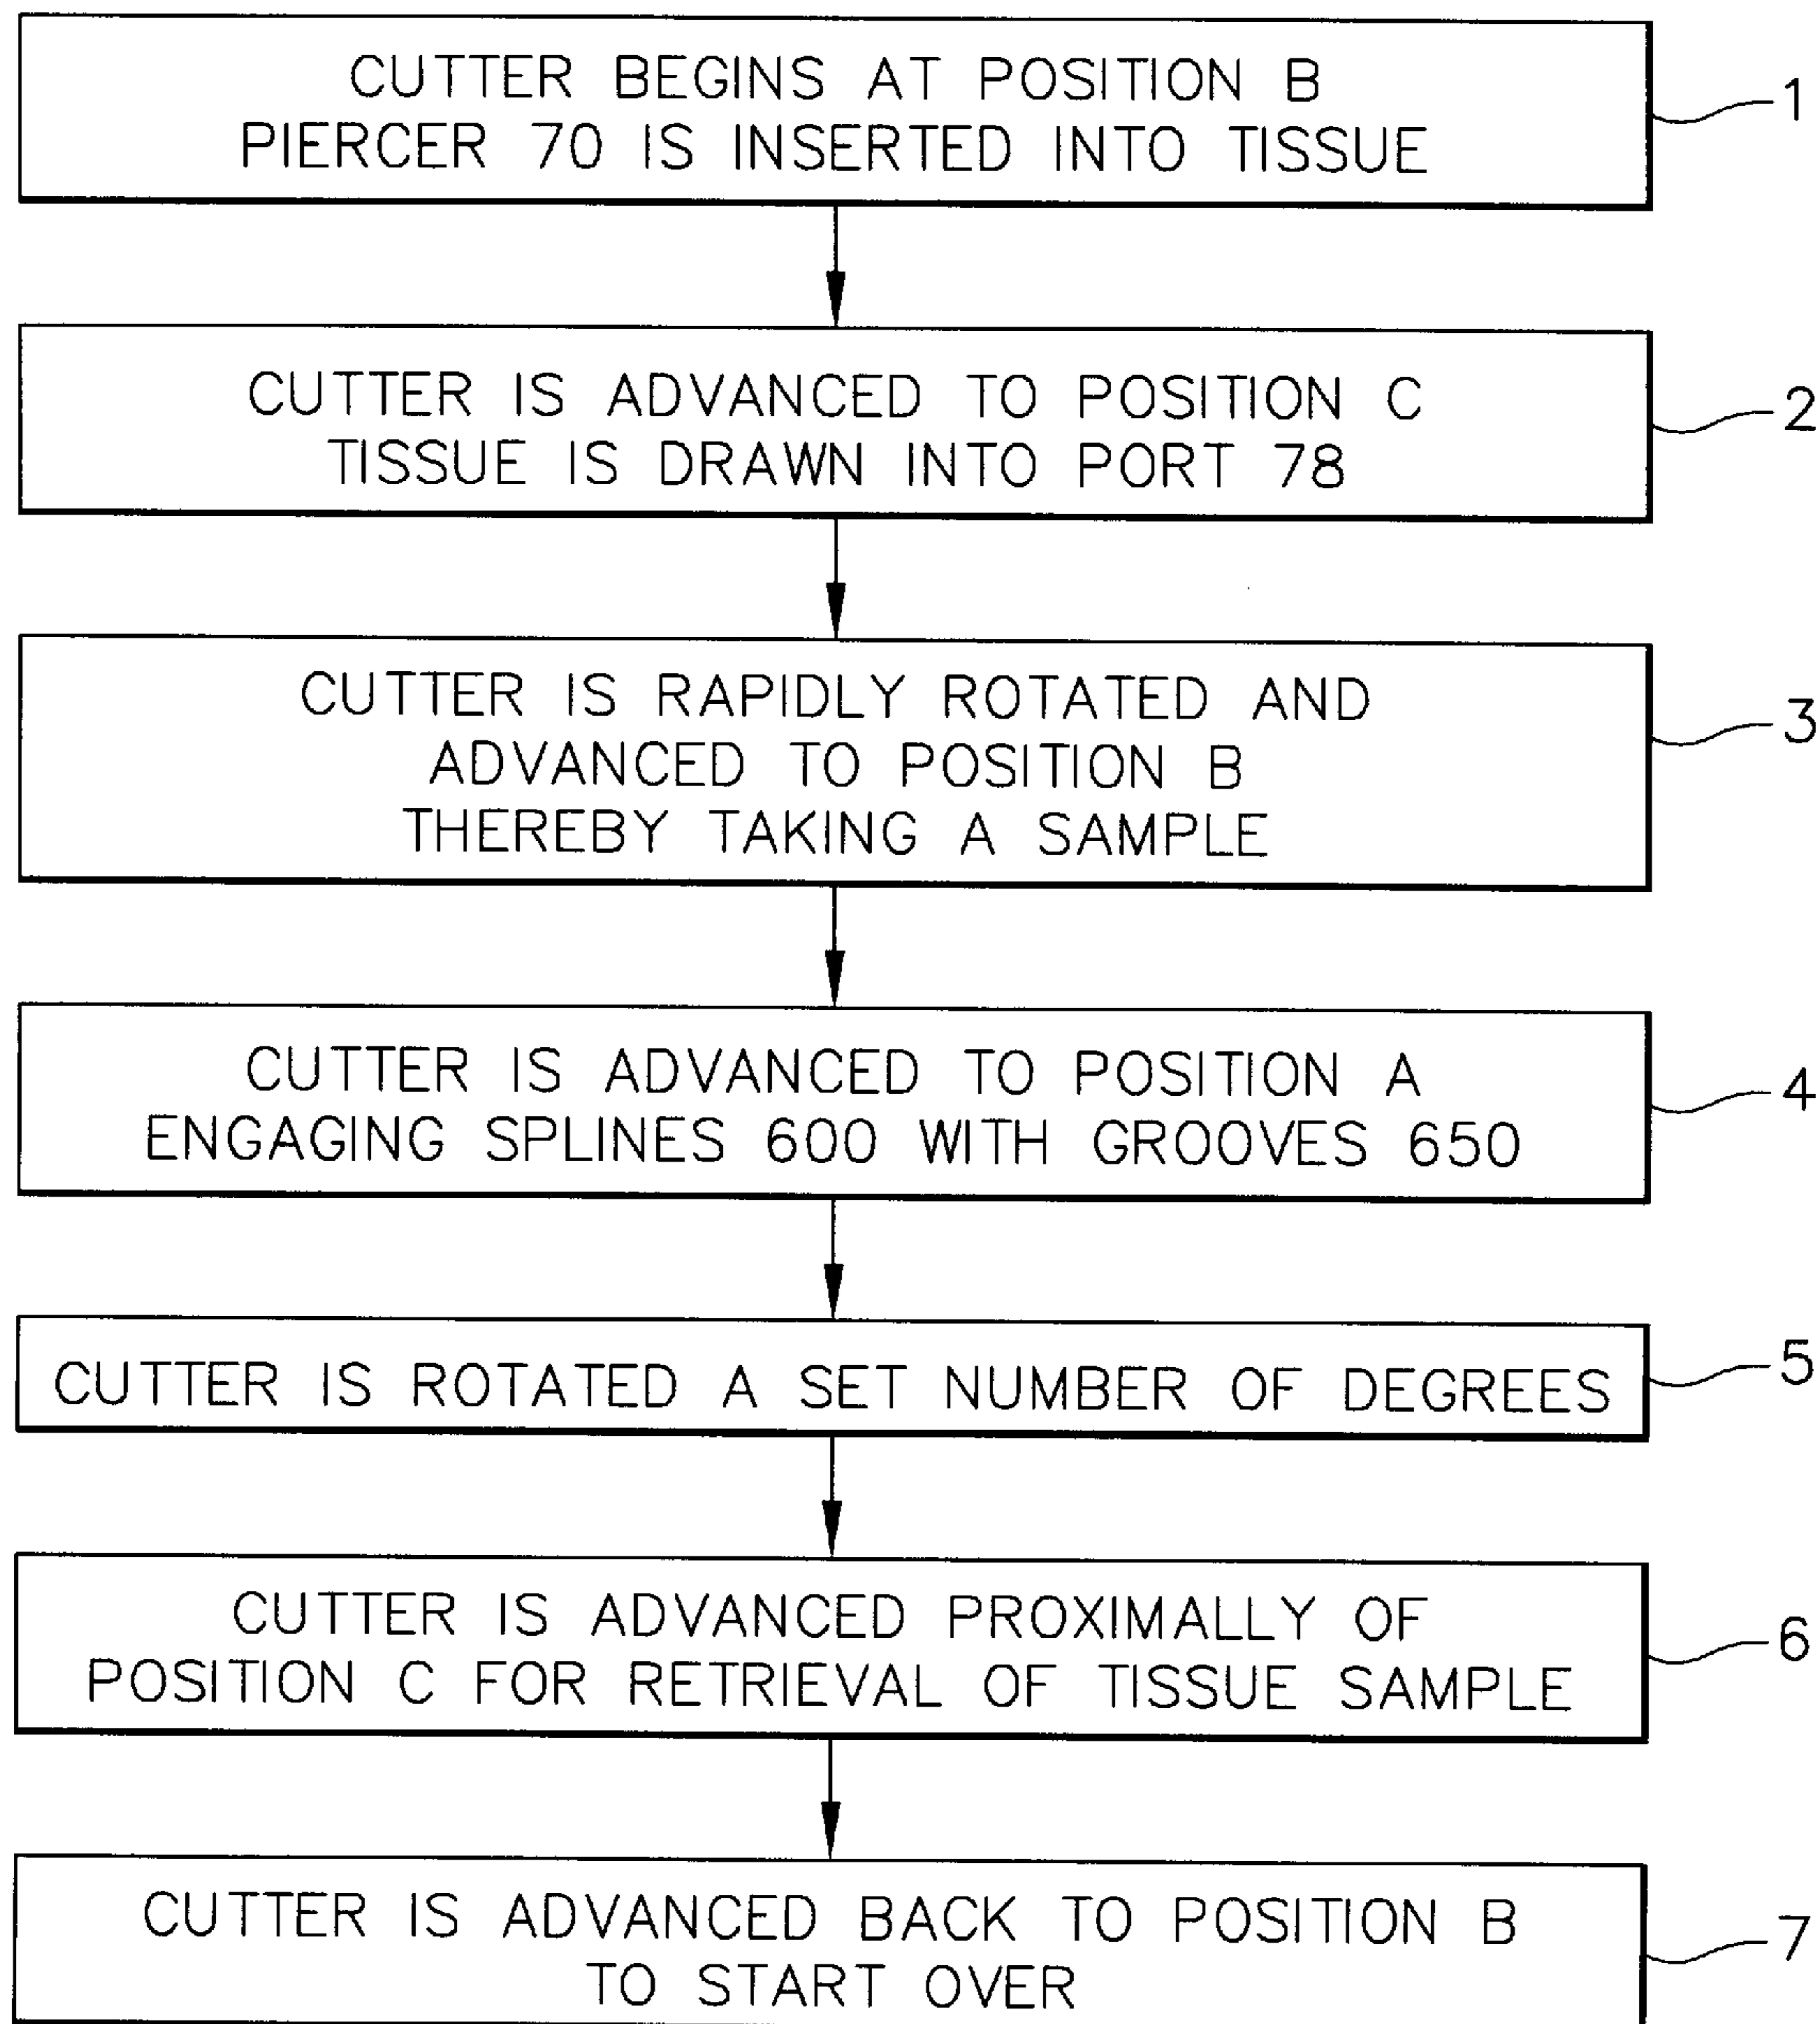 CUTTER BEGINS AT POSITION B
PIERCER 70 IS INSERTED INTO TISSUE
1
CUTTER IS ADVANCED TO POSITION C
TISSUE IS DRAWN INTO PORT 78
2
CUTTER IS RAPIDLY ROTATED AND
ADVANCED TO POSITION B
THEREBY TAKING A SAMPLE
3
CUTTER IS ADVANCED TO POSITION A
ENGAGING SPLINES 600 WITH GROOVES 650
4
CUTTER IS ROTATED A SET NUMBER OF DEGREES
5
CUTTER IS ADVANCED PROXIMALLY OF
POSITION C FOR RETRIEVAL OF TISSUE SAMPLE
6
CUTTER IS ADVANCED BACK TO POSITION B
TO START OVER
7